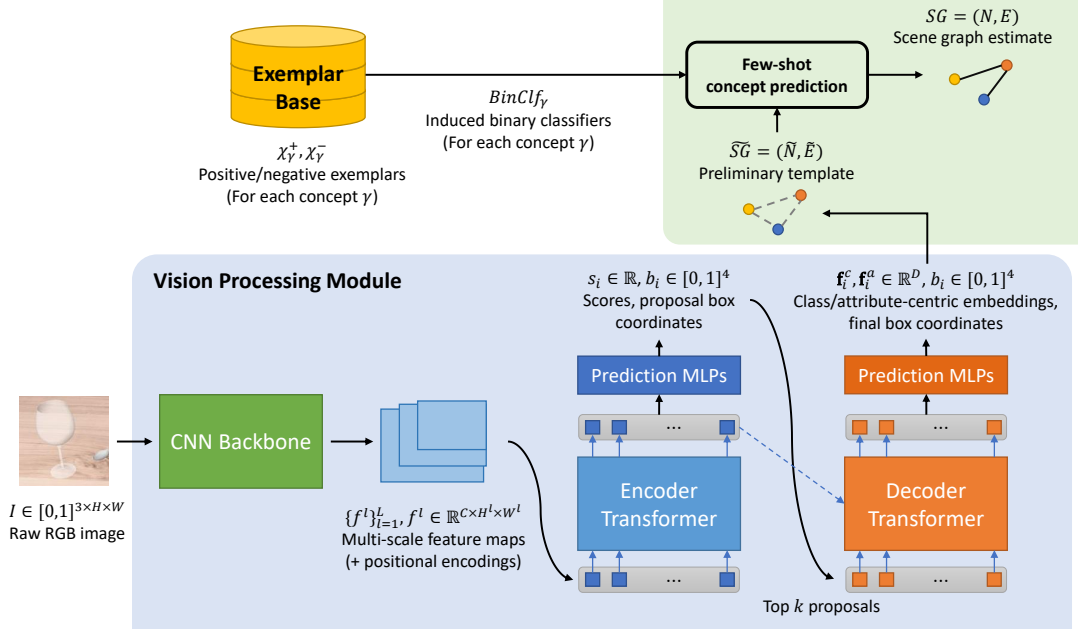 SG = (N, E)
Scene graph estimate
Exemplar
Base
Few-shot
concept prediction
BinClf_γ
Induced binary classifiers
(For each concept γ)
χ_γ^+, χ_γ^-
Positive/negative exemplars
(For each concept γ)
S͠G = (Ñ, Ẽ)
Preliminary template
Vision Processing Module
s_i ∈ ℝ, b_i ∈ [0, 1]^4
Scores, proposal box
coordinates
𝐟_i^c, 𝐟_i^a ∈ ℝ^D, b_i ∈ [0, 1]^4
Class/attribute-centric embeddings,
final box coordinates
Prediction MLPs
Prediction MLPs
CNN Backbone
...
...
Encoder
Transformer
Decoder
Transformer
I ∈ [0,1]^{3×H×W}
Raw RGB image
{f^l}_{l=1}^L, f^l ∈ ℝ^{C×H^l×W^l}
Multi-scale feature maps
(+ positional encodings)
...
...
Top k proposals